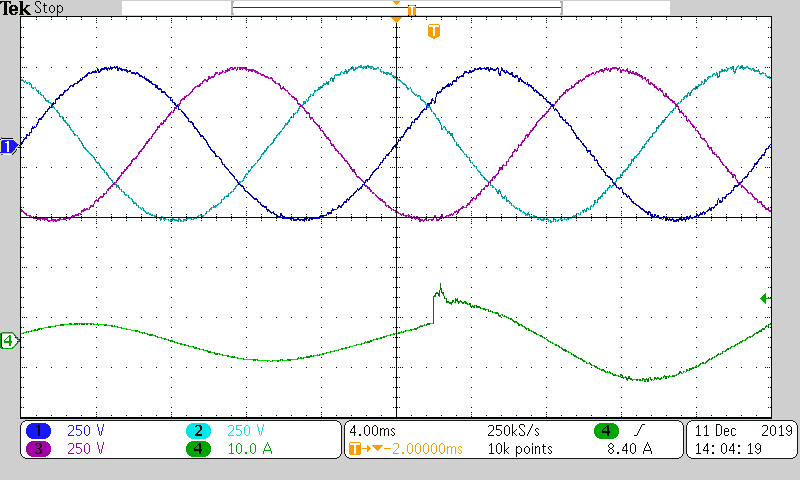 Tek Stop
T
T
1
4
1 250 V 2 250 V
3 250 V 4 10.0 A
4.00ms 250kS/s 4
T→▼−2.00000ms 10k points 8.40 A
11 Dec 2019
14:04:19